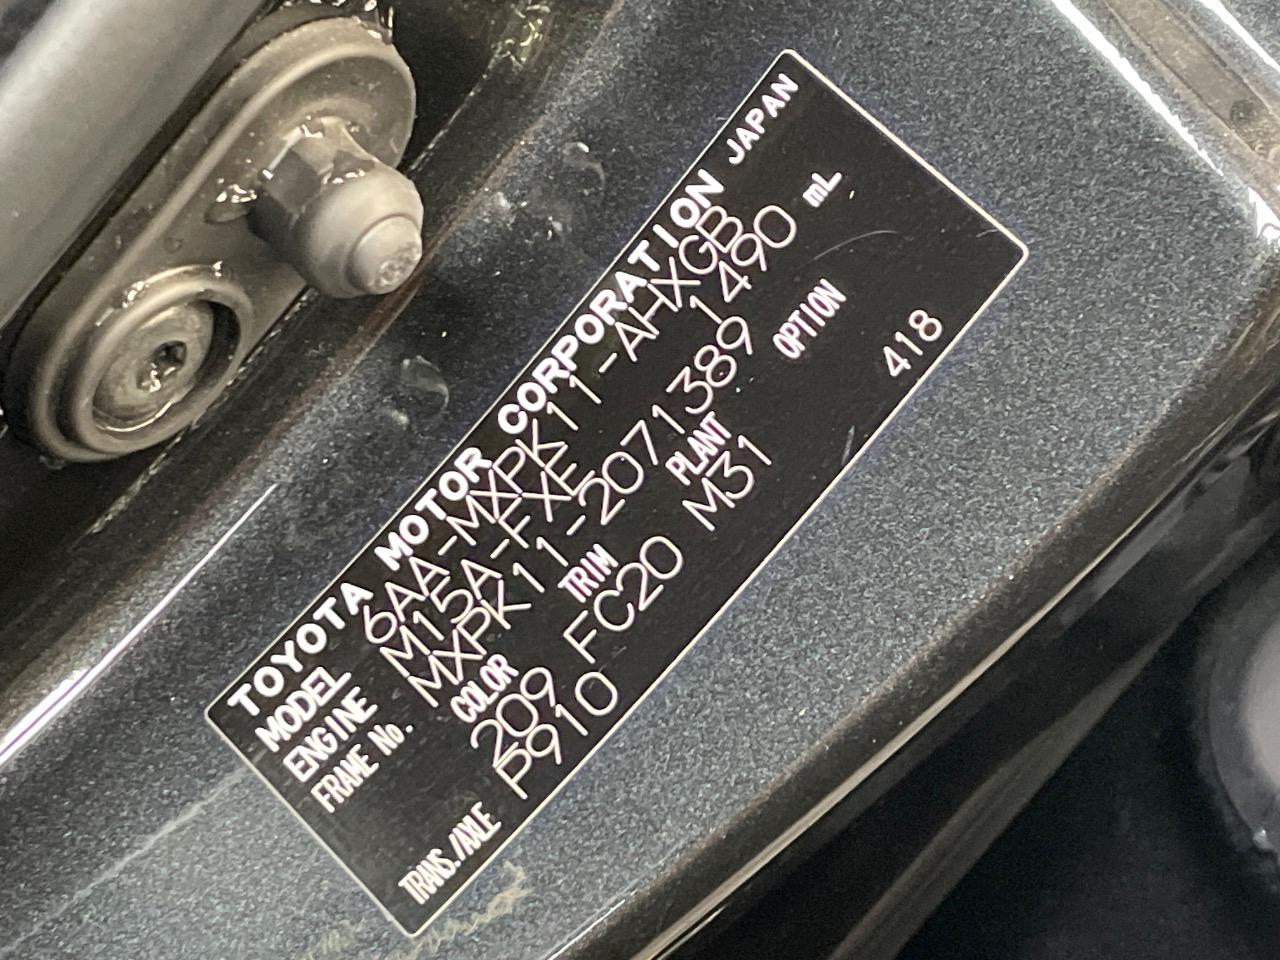 TOYOTA MOTOR CORPORATION JAPAN
MODEL 6AA-MXPK11-AHXGB
ENGINE M15A-FXE 1490 mL
FRAME No. MXPK11-2071389
COLOR TRIM PLANT OPTION
209 FC20 M31
TRANS./AXLE P910 418